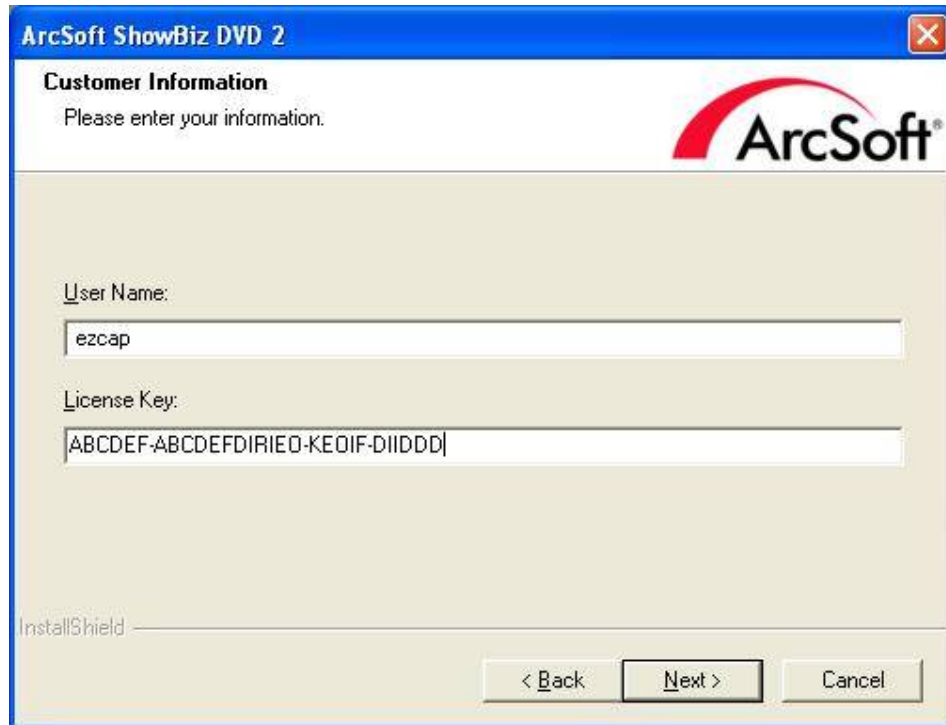 ArcSoft ShowBiz DVD 2
Customer Information
Please enter your information.
ArcSoft®
User Name:
ezcap
License Key:
ABCDEF-ABCDEFDIRIEO-KEOIF-DIIDDD
InstallShield
< Back
Next >
Cancel